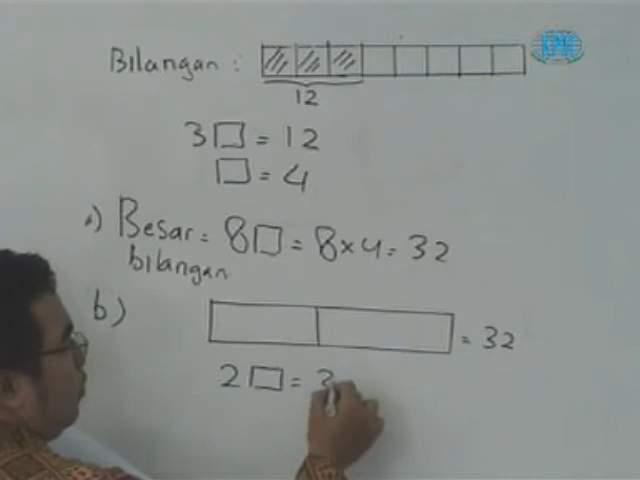 Bilangan :
12
3□ = 12
□ = 4
a) Besar = 8□ = 8×4 = 32
bilangan
b)
= 32
2□ = 3